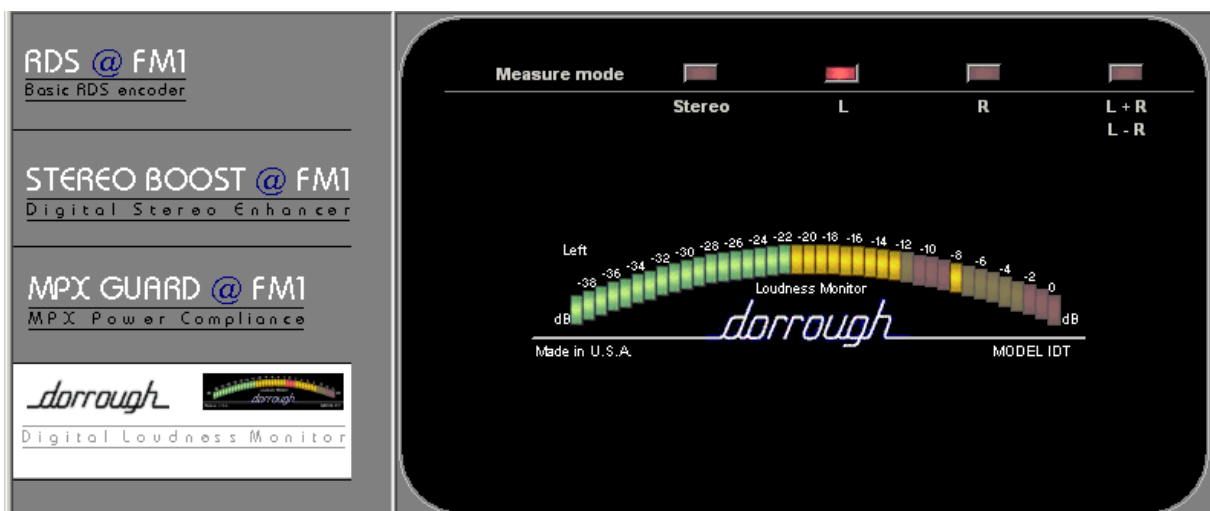 RDS @ FM1
Basic RDS encoder
STEREO BOOST @ FM1
Digital Stereo Enhancer
MPX GUARD @ FM1
MPX Power Compliance
dorrough
Digital Loudness Monitor
Measure mode
Stereo L R L + R
L - R
Left
-38 -36 -34 -32 -30 -28 -26 -24 -22 -20 -18 -16 -14 -12 -10 -8 -6 -4 -2 0
dB dB
Loudness Monitor
dorrough
Made in U.S.A. MODEL IDT